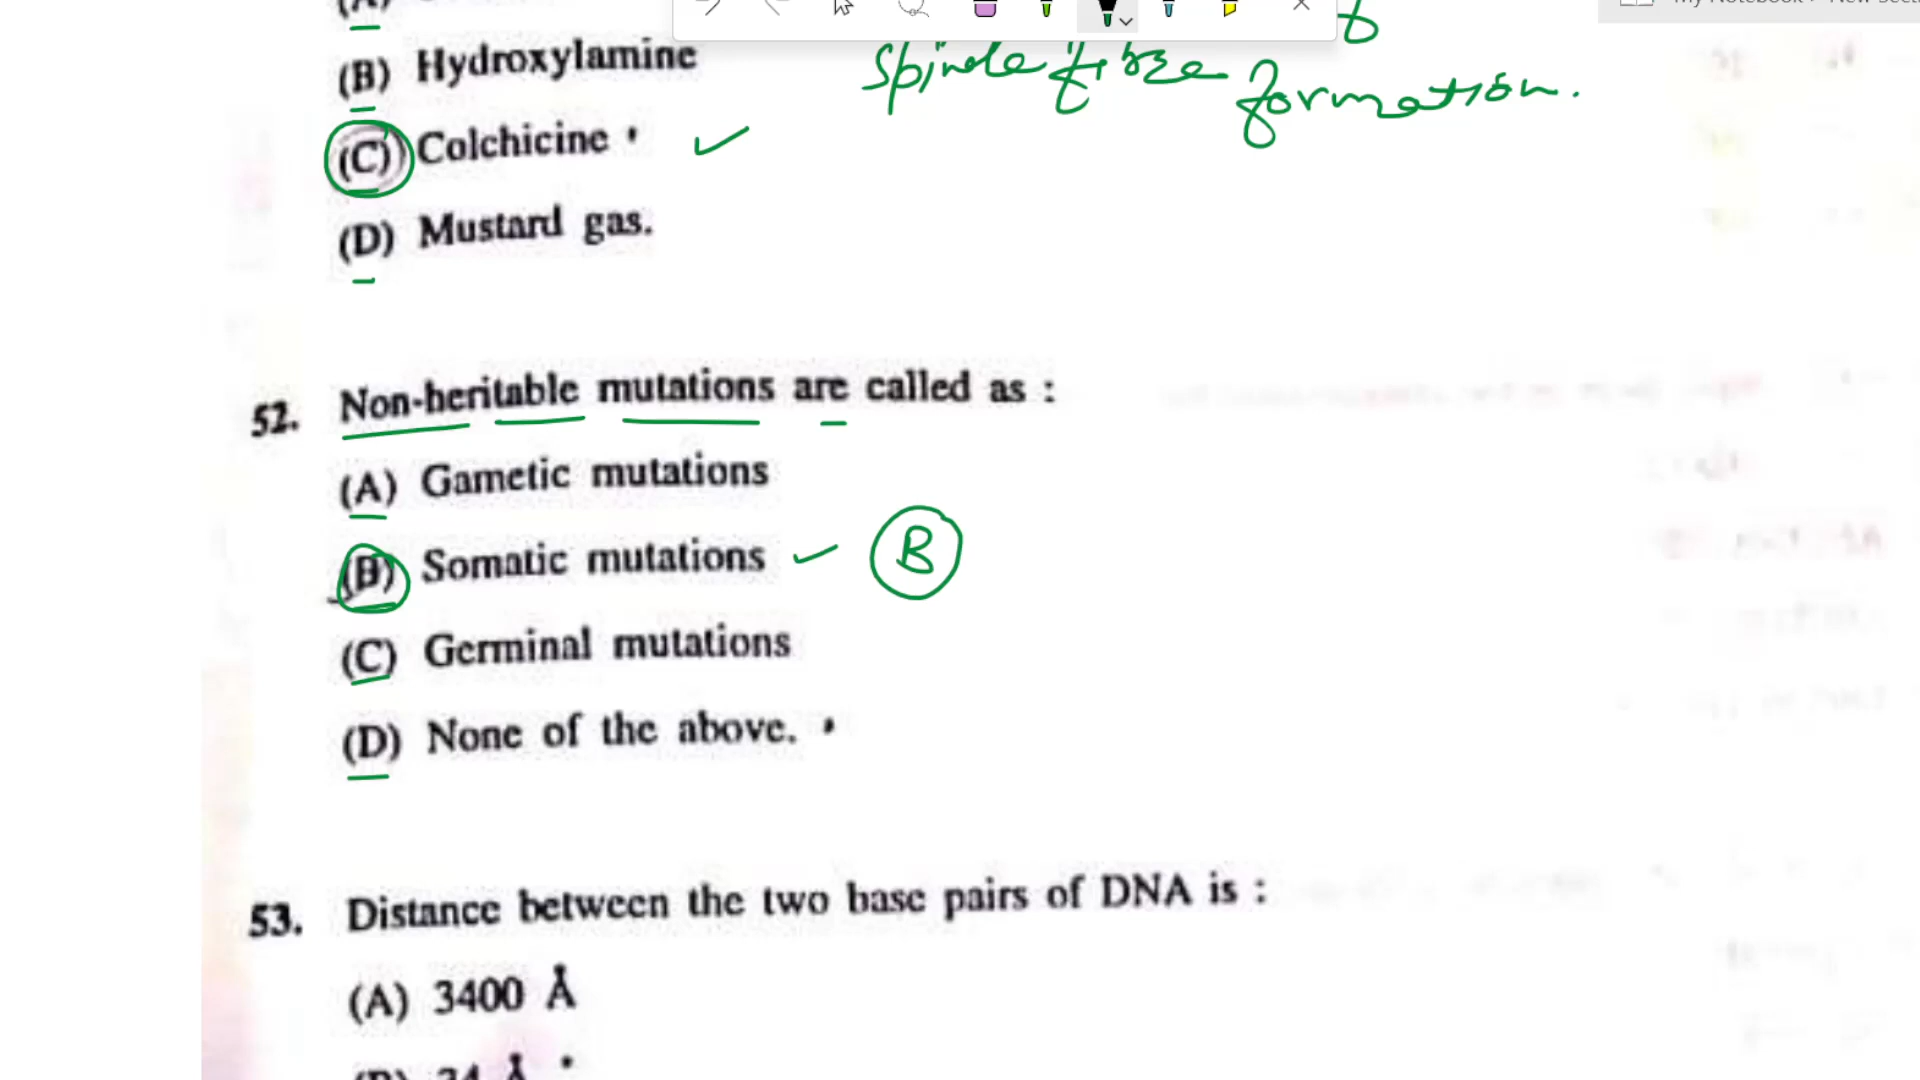 (B) Hydroxylamine
spindle fibre formation.
(C) Colchicine
(D) Mustard gas.
52. Non-heritable mutations are called as :
(A) Gametic mutations
(B) Somatic mutations B
(C) Germinal mutations
(D) None of the above.
53. Distance between the two base pairs of DNA is :
(A) 3400 Å